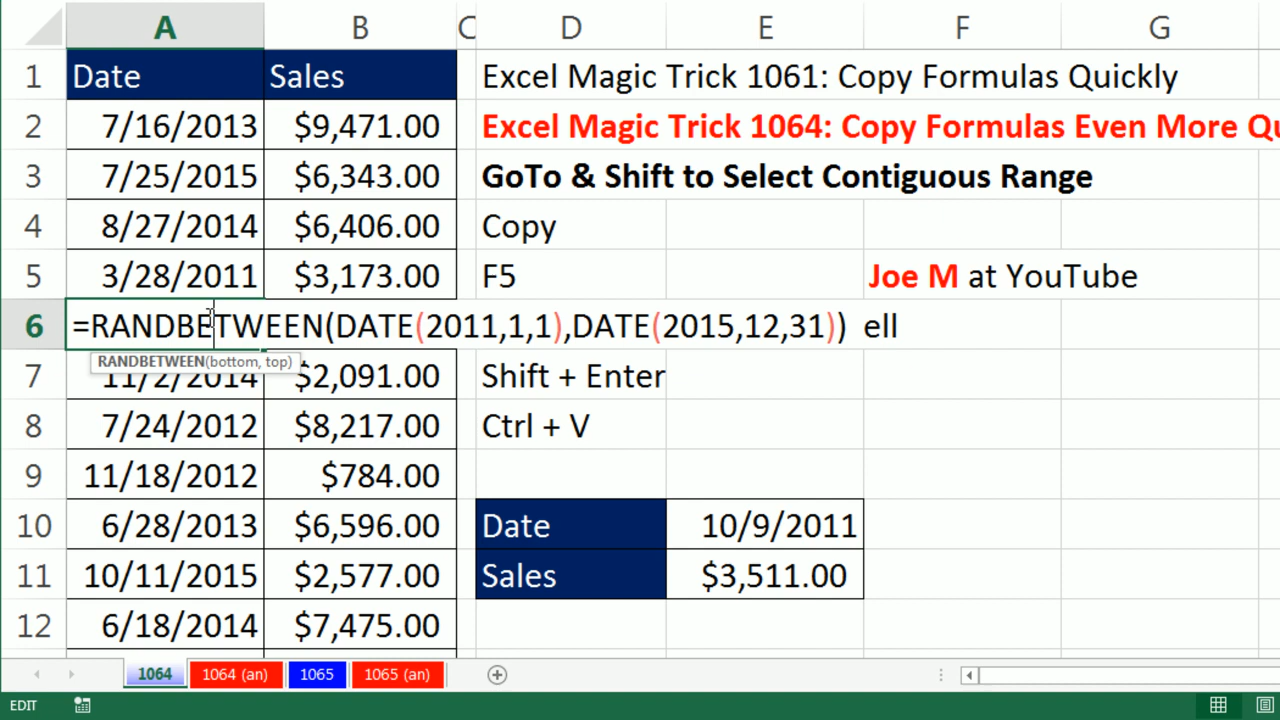 A B C D E F G
1 Date Sales Excel Magic Trick 1061: Copy Formulas Quickly
2 7/16/2013 $9,471.00 Excel Magic Trick 1064: Copy Formulas Even More Qu
3 7/25/2015 $6,343.00 GoTo & Shift to Select Contiguous Range
4 8/27/2014 $6,406.00 Copy
5 3/28/2011 $3,173.00 F5 Joe M at YouTube
6 =RANDBETWEEN(DATE(2011,1,1),DATE(2015,12,31)) ell
RANDBETWEEN(bottom, top)
7 11/2/2014 $2,091.00 Shift + Enter
8 7/24/2012 $8,217.00 Ctrl + V
9 11/18/2012 $784.00
10 6/28/2013 $6,596.00 Date 10/9/2011
11 10/11/2015 $2,577.00 Sales $3,511.00
12 6/18/2014 $7,475.00
1064 1064 (an) 1065 1065 (an)
EDIT